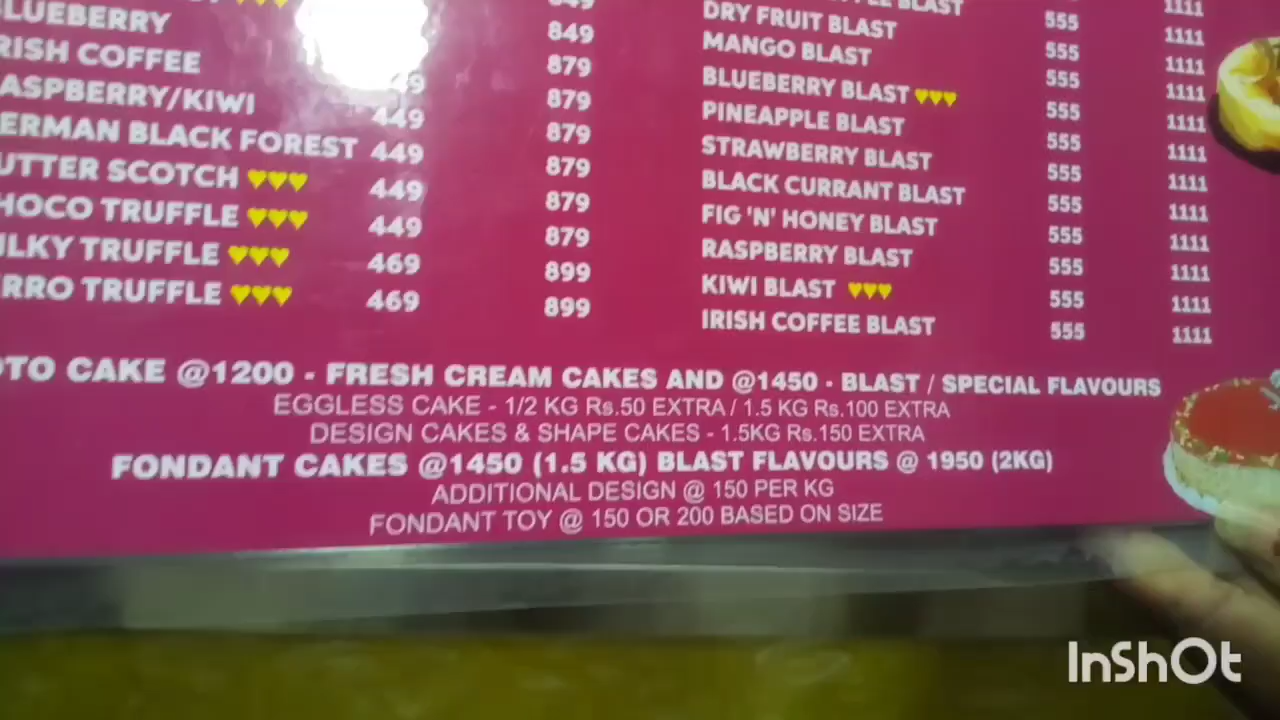 LUEBERRY 849
RISH COFFEE 879
ASPBERRY/KIWI 449 879
ERMAN BLACK FOREST 449 879
UTTER SCOTCH 449 879
HOCO TRUFFLE 449 879
ILKY TRUFFLE 469 899
RRO TRUFFLE 469 899
BLAST 1111
DRY FRUIT BLAST 555 1111
MANGO BLAST 555 1111
BLUEBERRY BLAST 555 1111
PINEAPPLE BLAST 555 1111
STRAWBERRY BLAST 555 1111
BLACK CURRANT BLAST 555 1111
FIG 'N' HONEY BLAST 555 1111
RASPBERRY BLAST 555 1111
KIWI BLAST 555 1111
IRISH COFFEE BLAST 555 1111
OTO CAKE @1200 - FRESH CREAM CAKES AND @1450 - BLAST / SPECIAL FLAVOURS
EGGLESS CAKE - 1/2 KG Rs.50 EXTRA / 1.5 KG Rs.100 EXTRA
DESIGN CAKES & SHAPE CAKES - 1.5KG Rs.150 EXTRA
FONDANT CAKES @1450 (1.5 KG) BLAST FLAVOURS @ 1950 (2KG)
ADDITIONAL DESIGN @ 150 PER KG
FONDANT TOY @ 150 OR 200 BASED ON SIZE
InShOt